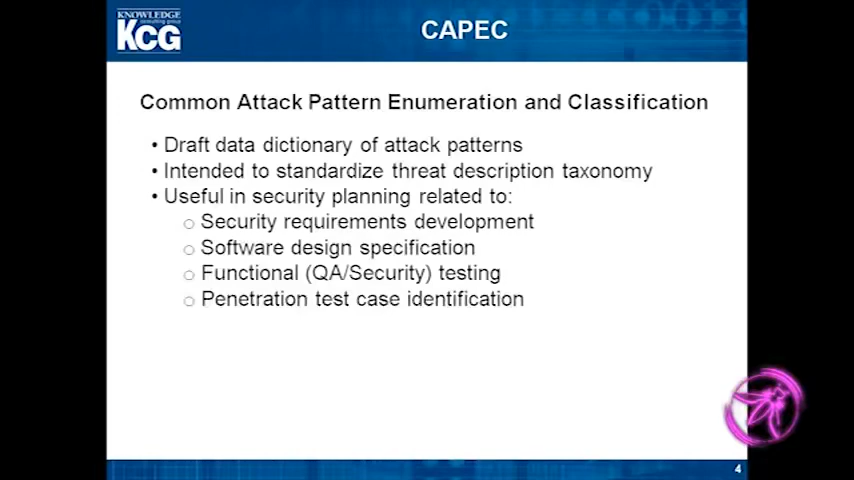 KNOWLEDGE
consulting group
KCG
CAPEC
Common Attack Pattern Enumeration and Classification
• Draft data dictionary of attack patterns
• Intended to standardize threat description taxonomy
• Useful in security planning related to:
○ Security requirements development
○ Software design specification
○ Functional (QA/Security) testing
○ Penetration test case identification
4